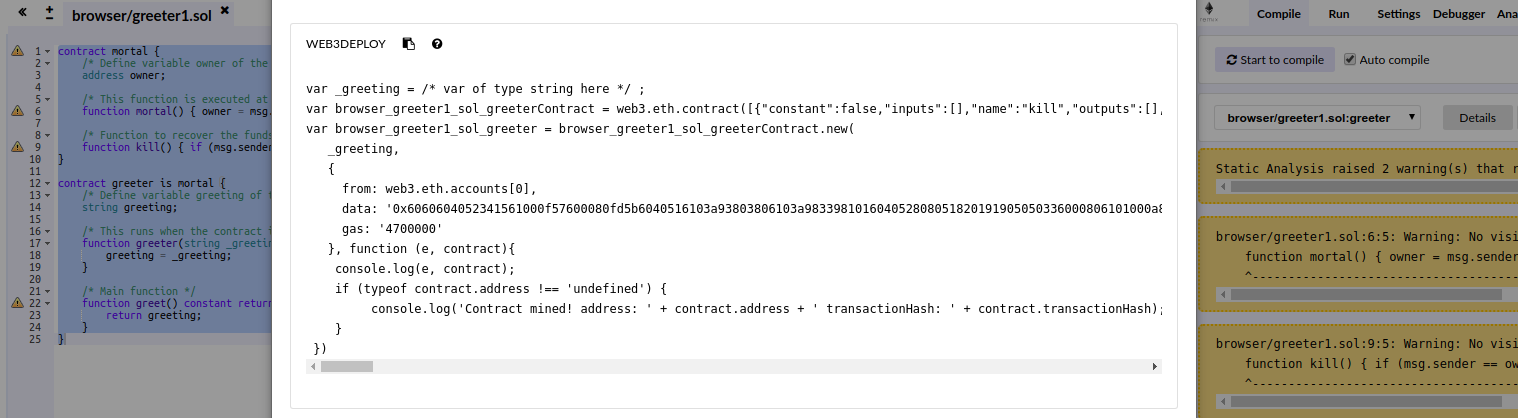 browser/greeter1.sol
1 contract mortal {
2 /* Define variable owner of the
3 address owner;
4
5 /* This function is executed at
6 function mortal() { owner = msg.
7
8 /* Function to recover the funds
9 function kill() { if (msg.sender
10 }
11
12 contract greeter is mortal {
13 /* Define variable greeting of t
14 string greeting;
15
16 /* This runs when the contract i
17 function greeter(string _greetin
18 greeting = _greeting;
19 }
20
21 /* Main function */
22 function greet() constant return
23 return greeting;
24 }
25 }
WEB3DEPLOY
var _greeting = /* var of type string here */ ;
var browser_greeter1_sol_greeterContract = web3.eth.contract([{"constant":false,"inputs":[],"name":"kill","outputs":[],
var browser_greeter1_sol_greeter = browser_greeter1_sol_greeterContract.new(
_greeting,
{
from: web3.eth.accounts[0],
data: '0x6060604052341561000f57600080fd5b6040516103a93803806103a983398101604052808051820191905050336000806101000a8
gas: '4700000'
}, function (e, contract){
console.log(e, contract);
if (typeof contract.address !== 'undefined') {
console.log('Contract mined! address: ' + contract.address + ' transactionHash: ' + contract.transactionHash);
}
})
remix
Compile Run Settings Debugger Ana
Start to compile Auto compile
browser/greeter1.sol:greeter Details
Static Analysis raised 2 warning(s) that r
browser/greeter1.sol:6:5: Warning: No visi
function mortal() { owner = msg.sender
^--------------------------------------
browser/greeter1.sol:9:5: Warning: No visi
function kill() { if (msg.sender == ow
^--------------------------------------